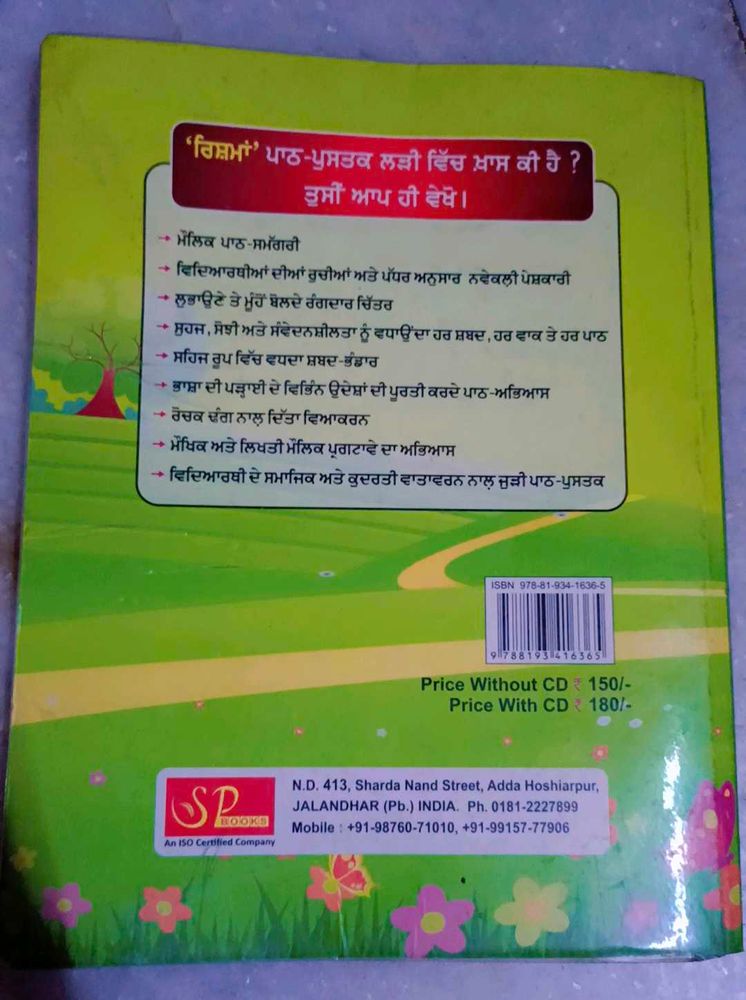 ‘ਰਿਸ਼ਮਾਂ’ ਪਾਠ-ਪੁਸਤਕ ਲੜੀ ਵਿੱਚ ਖ਼ਾਸ ਕੀ ਹੈ ?
ਤੁਸੀਂ ਆਪ ਹੀ ਵੇਖੋ।
→ ਮੌਲਿਕ ਪਾਠ-ਸਮੱਗਰੀ
→ ਵਿਦਿਆਰਥੀਆਂ ਦੀਆਂ ਰੁਚੀਆਂ ਅਤੇ ਪੱਧਰ ਅਨੁਸਾਰ ਨਵੇਕਲ਼ੀ ਪੇਸ਼ਕਾਰੀ
→ ਲੁਭਾਉਣੇ ਤੇ ਮੂੰਹੋਂ ਬੋਲਦੇ ਰੰਗਦਾਰ ਚਿੱਤਰ
→ ਸੁਹਜ, ਸੋਝੀ ਅਤੇ ਸੰਵੇਦਨਸ਼ੀਲਤਾ ਨੂੰ ਵਧਾਉਂਦਾ ਹਰ ਸ਼ਬਦ, ਹਰ ਵਾਕ ਤੇ ਹਰ ਪਾਠ
→ ਸਹਿਜ ਰੂਪ ਵਿੱਚ ਵਧਦਾ ਸ਼ਬਦ-ਭੰਡਾਰ
→ ਭਾਸ਼ਾ ਦੀ ਪੜ੍ਹਾਈ ਦੇ ਵਿਭਿੰਨ ਉਦੇਸ਼ਾਂ ਦੀ ਪੂਰਤੀ ਕਰਦੇ ਪਾਠ-ਅਭਿਆਸ
→ ਰੋਚਕ ਢੰਗ ਨਾਲ਼ ਦਿੱਤਾ ਵਿਆਕਰਨ
→ ਮੌਖਿਕ ਅਤੇ ਲਿਖਤੀ ਮੌਲਿਕ ਪ੍ਰਗਟਾਵੇ ਦਾ ਅਭਿਆਸ
→ ਵਿਦਿਆਰਥੀ ਦੇ ਸਮਾਜਿਕ ਅਤੇ ਕੁਦਰਤੀ ਵਾਤਾਵਰਨ ਨਾਲ਼ ਜੁੜੀ ਪਾਠ-ਪੁਸਤਕ
ISBN 978-81-934-1636-5
9 788193 416365
Price Without CD ₹ 150/-
Price With CD ₹ 180/-
SP
BOOKS
An ISO Certified Company
N.D. 413, Sharda Nand Street, Adda Hoshiarpur,
JALANDHAR (Pb.) INDIA. Ph. 0181-2227899
Mobile : +91-98760-71010, +91-99157-77906